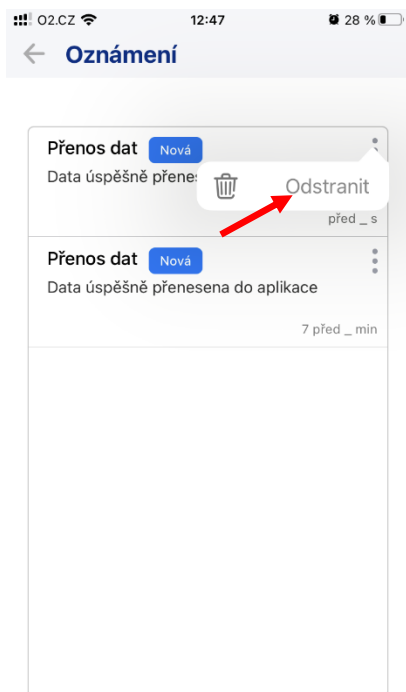 O2.CZ 12:47 28 %
Oznámení
Přenos dat Nová
Data úspěšně přene
Odstranit
před _ s
Přenos dat Nová
Data úspěšně přenesena do aplikace
7 před _ min